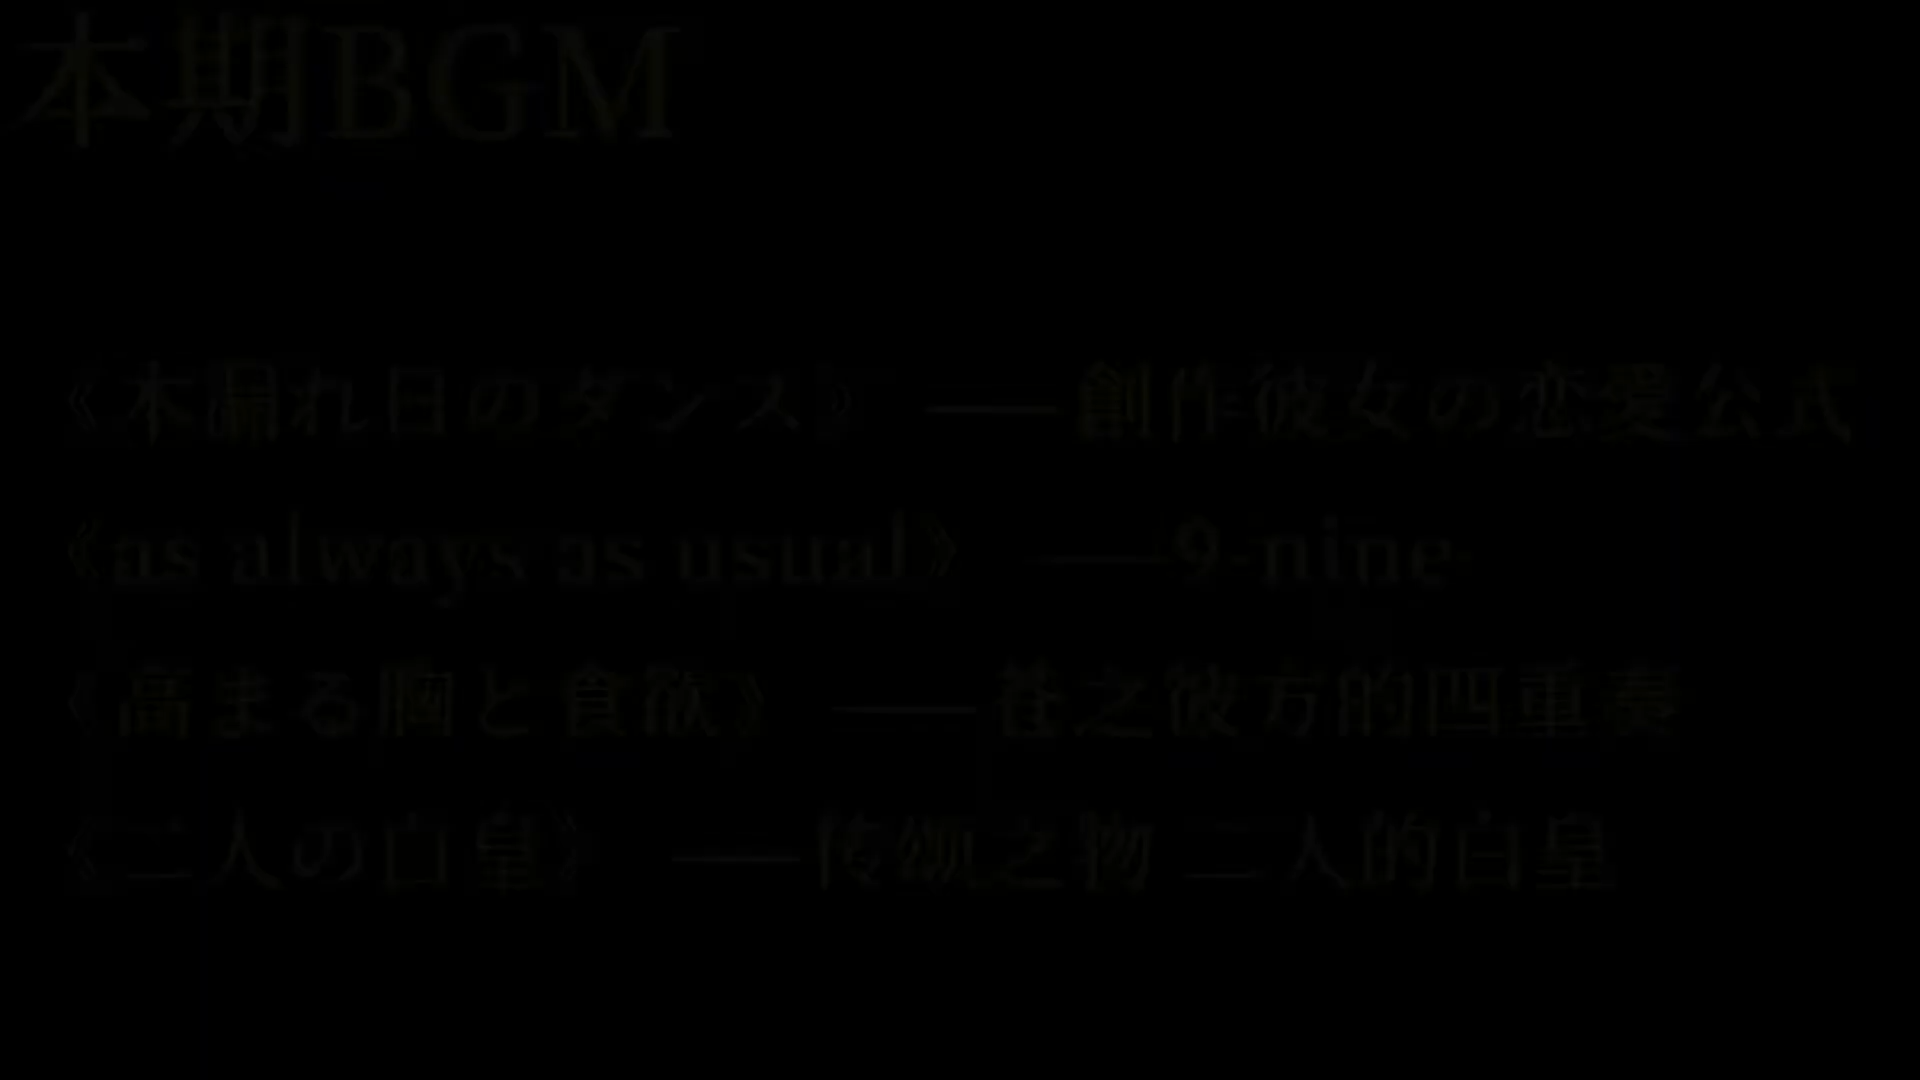 本期BGM
《木漏れ日のダンス》 ——創作彼女の恋愛公式
《as always as usual》 ——9-nine-
《高まる胸と食欲》 ——苍之彼方的四重奏
《二人の白皇》 ——传颂之物 二人的白皇